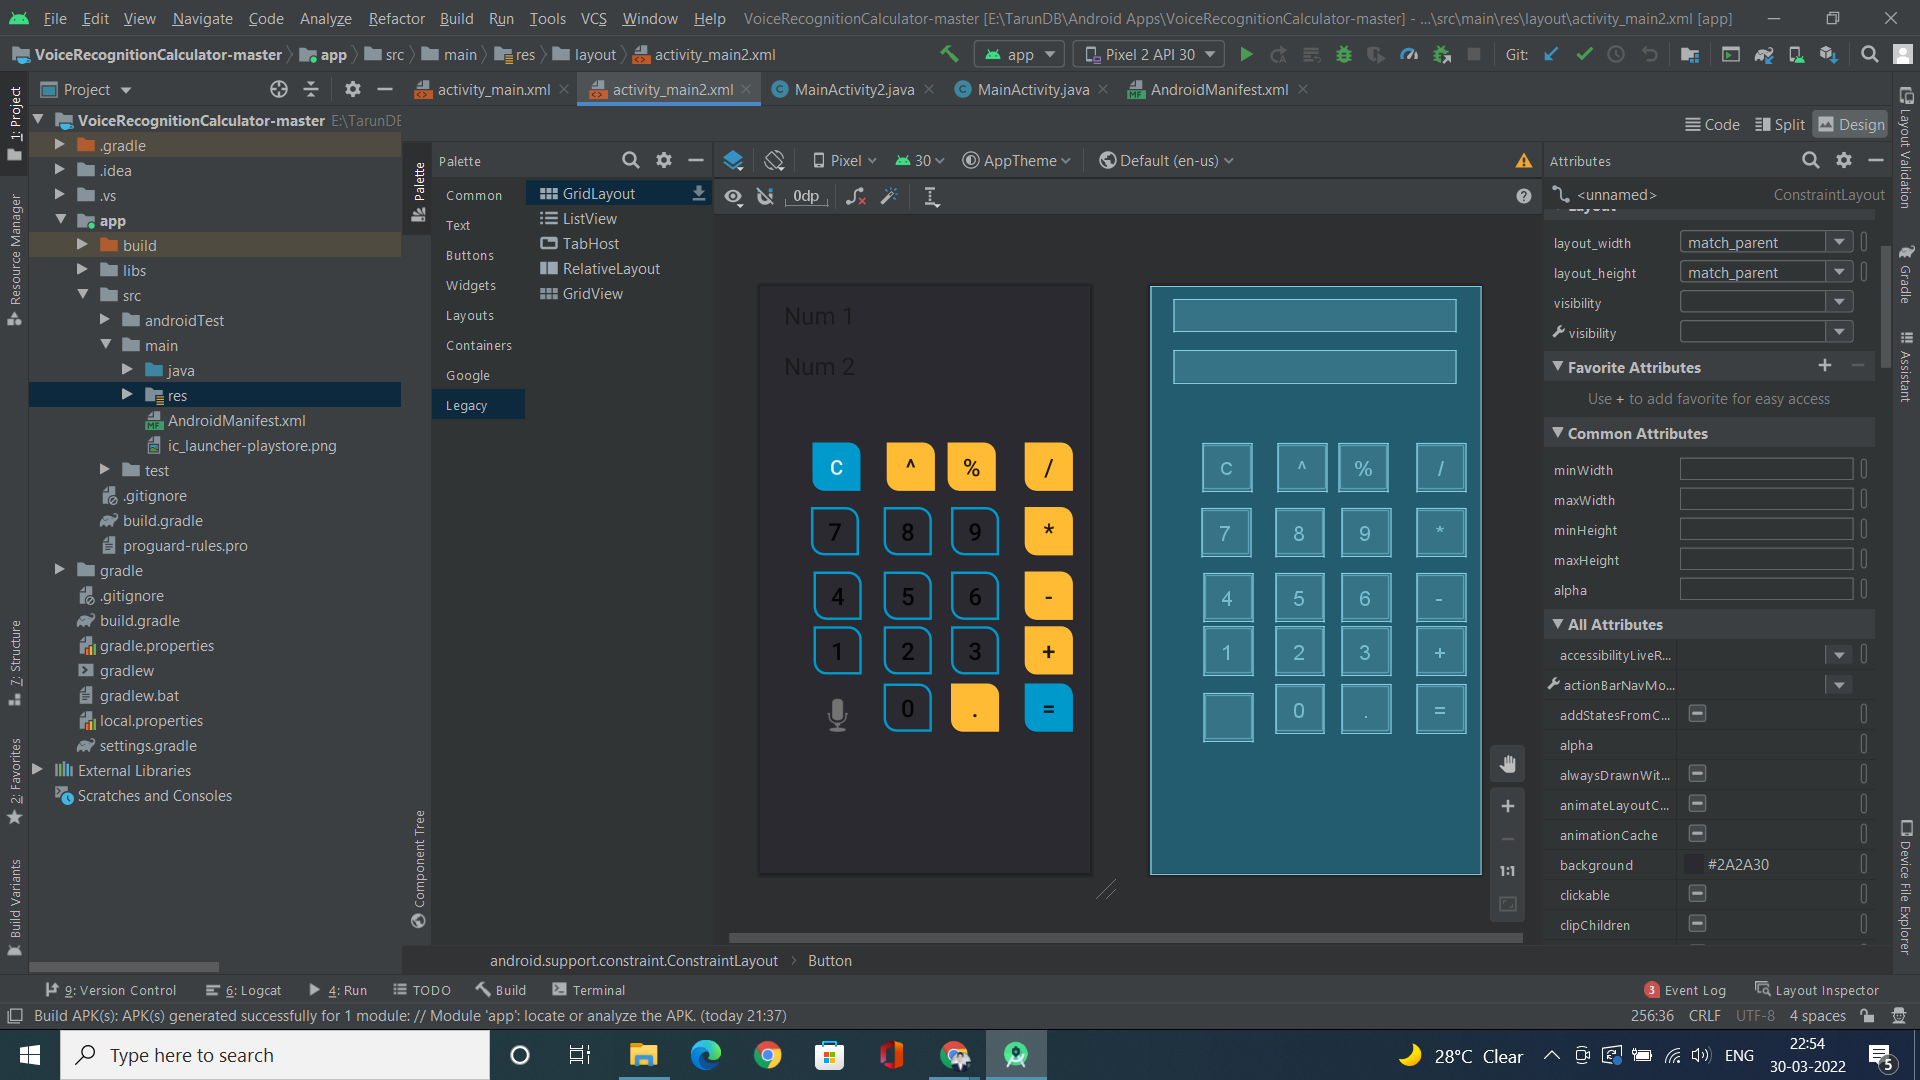 File Edit View Navigate Code Analyze Refactor Build Run Tools VCS Window Help VoiceRecognitionCalculator-master [E:\TarunDB\Android Apps\VoiceRecognitionCalculator-master] - ...\src\main\res\layout\activity_main2.xml [app]
VoiceRecognitionCalculator-master app src main res layout activity_main2.xml app Pixel 2 API 30 Git:
Project activity_main.xml activity_main2.xml MainActivity2.java MainActivity.java AndroidManifest.xml
1: Project
Resource Manager
7: Structure
2: Favorites
Build Variants
VoiceRecognitionCalculator-master E:\TarunDE
.gradle
.idea
.vs
app
build
libs
src
androidTest
main
java
res
AndroidManifest.xml
ic_launcher-playstore.png
test
.gitignore
build.gradle
proguard-rules.pro
gradle
.gitignore
build.gradle
gradle.properties
gradlew
gradlew.bat
local.properties
settings.gradle
External Libraries
Scratches and Consoles
Code Split Design
Palette
Component Tree
Palette
Common
Text
Buttons
Widgets
Layouts
Containers
Google
Legacy
GridLayout
ListView
TabHost
RelativeLayout
GridView
Pixel 30 AppTheme Default (en-us)
0dp
Num 1
Num 2
C ^ % /
7 8 9 *
4 5 6 -
1 2 3 +
0 . =
C ^ % /
7 8 9 *
4 5 6 -
1 2 3 +
0 . =
1:1
Attributes
<unnamed> ConstraintLayout
Layout
layout_width match_parent
layout_height match_parent
visibility
visibility
Favorite Attributes
Use + to add favorite for easy access
Common Attributes
minWidth
maxWidth
minHeight
maxHeight
alpha
All Attributes
accessibilityLiveR...
actionBarNavMo...
addStatesFromC...
alpha
alwaysDrawnWit...
animateLayoutC...
animationCache
background #2A2A30
clickable
clipChildren
Layout Validation
Gradle
Assistant
Device File Explorer
android.support.constraint.ConstraintLayout Button
9: Version Control 6: Logcat 4: Run TODO Build Terminal 3 Event Log Layout Inspector
Build APK(s): APK(s) generated successfully for 1 module: // Module 'app': locate or analyze the APK. (today 21:37) 256:36 CRLF UTF-8 4 spaces
Type here to search 28°C Clear ENG 22:54
30-03-2022 5